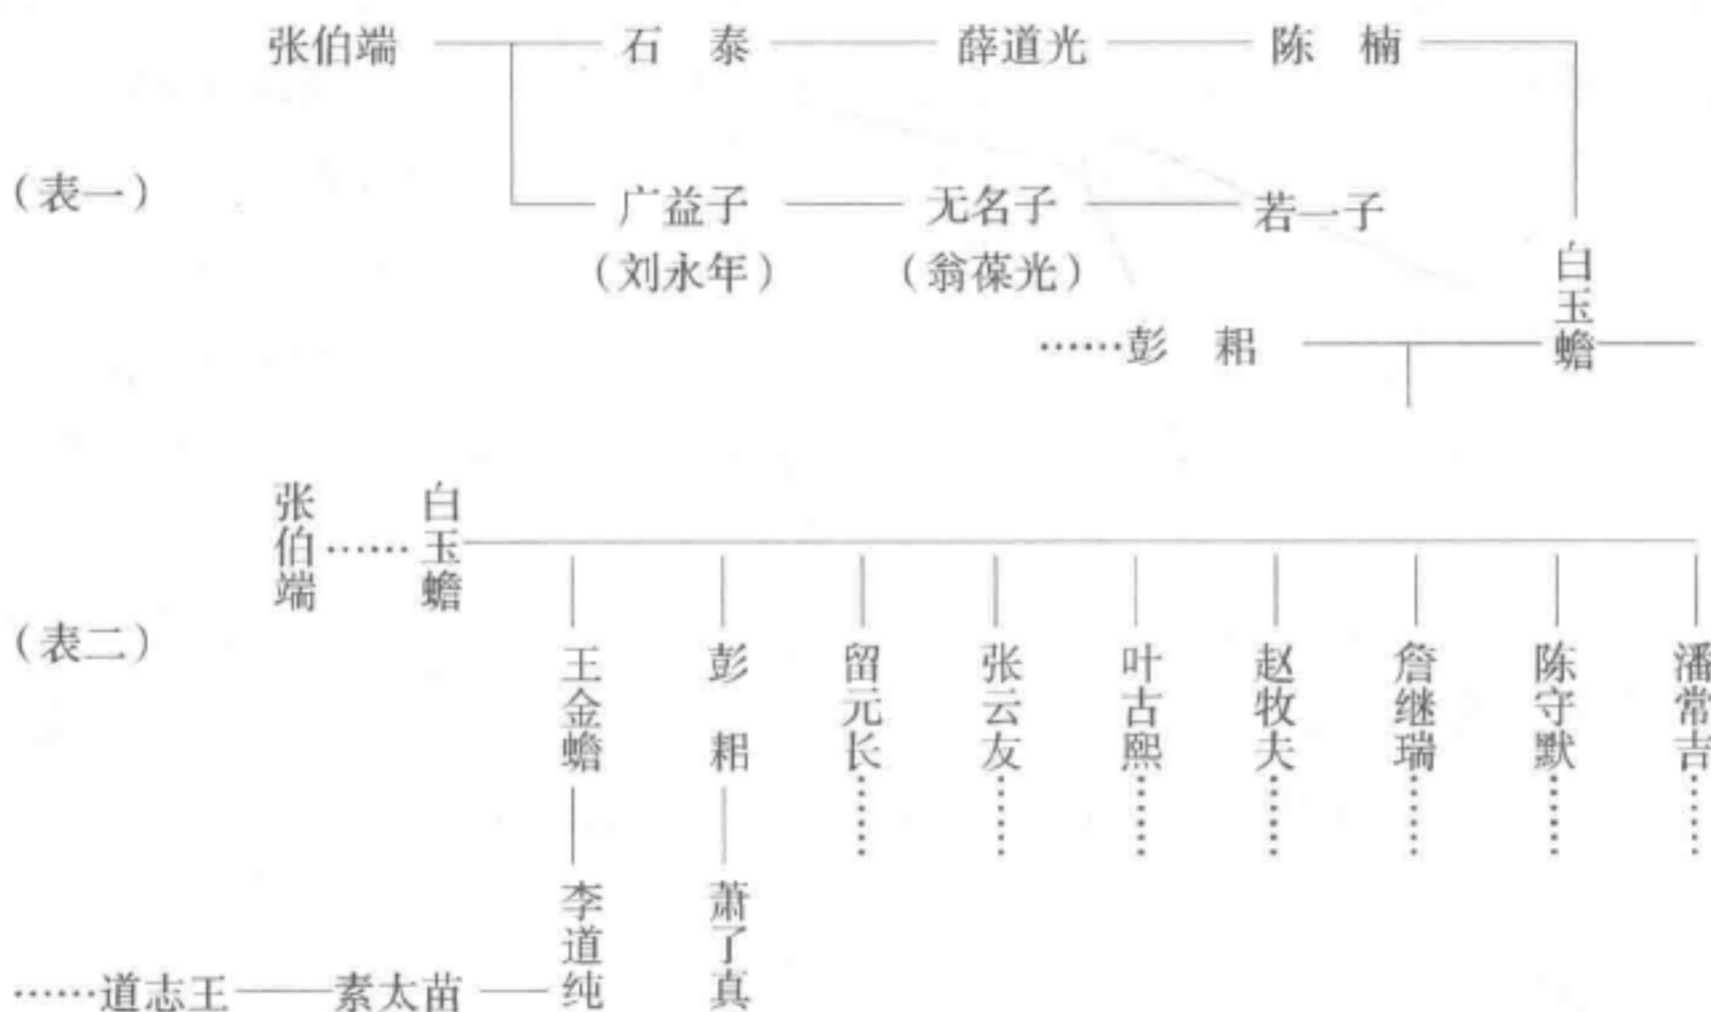 张伯端 石 泰 薛道光 陈 楠
(表一)
广益子 无名子 若一子
(刘永年) (翁葆光)
白玉蟾
……彭 耜
张伯端……白玉蟾
(表二)
王金蟾
彭 耜
留元长……
张云友……
叶古熙……
赵牧夫……
詹继瑞……
陈守默……
潘常吉……
李道纯
萧了真
……道志王 素太苗